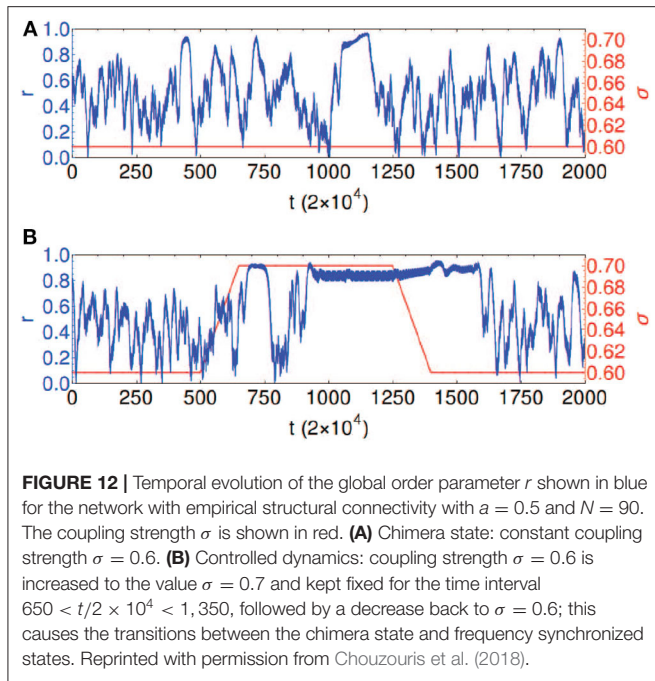 A
1.0
0.8
0.6
0.4
0.2
0.0
r
0.70
0.68
0.66
0.64
0.62
0.60
σ
0 250 500 750 1000 1250 1500 1750 2000
t (2×10⁴)
B
1.0
0.8
0.6
0.4
0.2
0.0
r
0.70
0.68
0.66
0.64
0.62
0.60
σ
0 250 500 750 1000 1250 1500 1750 2000
t (2×10⁴)
FIGURE 12 | Temporal evolution of the global order parameter r shown in blue
for the network with empirical structural connectivity with a = 0.5 and N = 90.
The coupling strength σ is shown in red. (A) Chimera state: constant coupling
strength σ = 0.6. (B) Controlled dynamics: coupling strength σ = 0.6 is
increased to the value σ = 0.7 and kept fixed for the time interval
650 < t/2 × 10⁴ < 1,350, followed by a decrease back to σ = 0.6; this
causes the transitions between the chimera state and frequency synchronized
states. Reprinted with permission from Chouzouris et al. (2018).